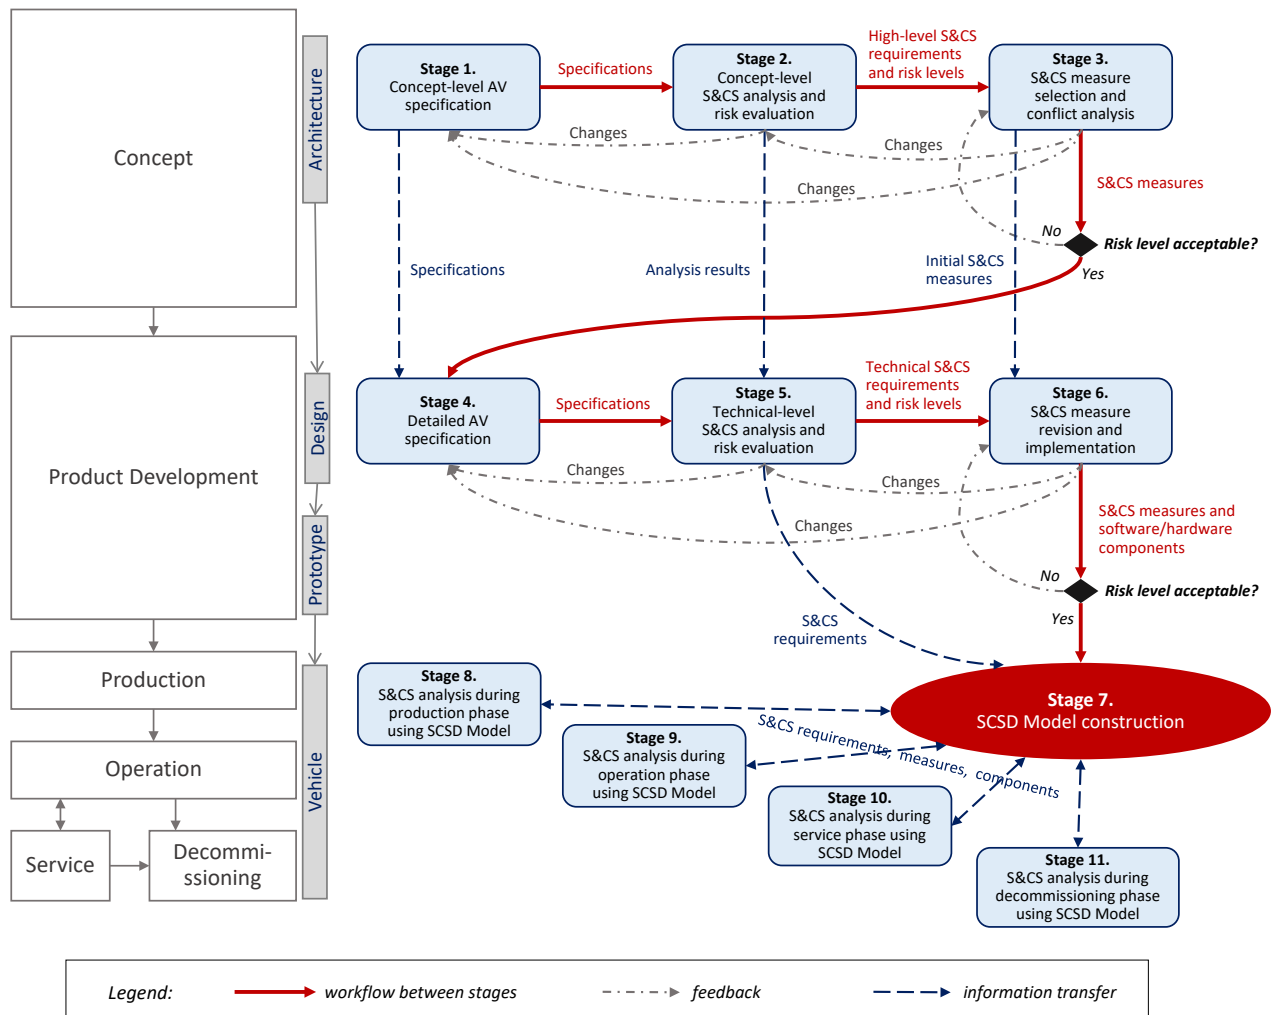 Concept
Product Development
Production
Operation
Service
Decommi-
ssioning
Architecture
Design
Prototype
Vehicle
Stage 1.
Concept-level AV
specification
Specifications
Stage 2.
Concept-level
S&CS analysis and
risk evaluation
High-level S&CS
requirements
and risk levels
Stage 3.
S&CS measure
selection and
conflict analysis
Changes
Changes
Changes
S&CS measures
No
Risk level acceptable?
Yes
Specifications
Analysis results
Initial S&CS
measures
Stage 4.
Detailed AV
specification
Specifications
Stage 5.
Technical-level
S&CS analysis and
risk evaluation
Technical S&CS
requirements
and risk levels
Stage 6.
S&CS measure
revision and
implementation
Changes
Changes
Changes
S&CS measures and
software/hardware
components
No
Risk level acceptable?
Yes
S&CS
requirements
Stage 7.
SCSD Model construction
Stage 8.
S&CS analysis during
production phase
using SCSD Model
S&CS requirements, measures, components
Stage 9.
S&CS analysis during
operation phase
using SCSD Model
Stage 10.
S&CS analysis during
service phase using
SCSD Model
Stage 11.
S&CS analysis during
decommissioning phase
using SCSD Model
Legend:
workflow between stages
feedback
information transfer